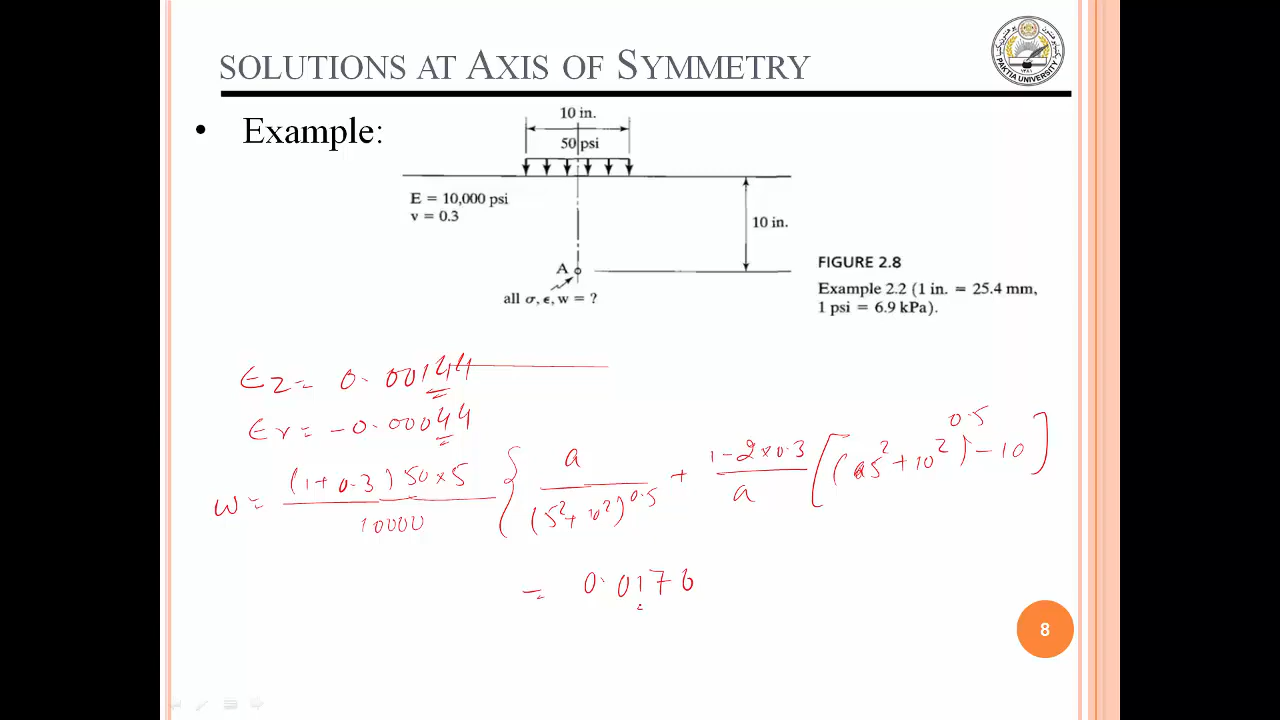 SOLUTIONS AT AXIS OF SYMMETRY
PAKTIA UNIVERSITY
• Example:
10 in.
50 psi
E = 10,000 psi
ν = 0.3
10 in.
A
all σ, ϵ, w = ?
FIGURE 2.8
Example 2.2 (1 in. = 25.4 mm,
1 psi = 6.9 kPa).
ϵz = 0.00144
ϵr = -0.00044
w = (1+0.3) 50×5 / 10000 { a / (5²+10²)^0.5 + 1-2×0.3 / a [(5²+10²)^0.5 - 10]
= 0.0176
8